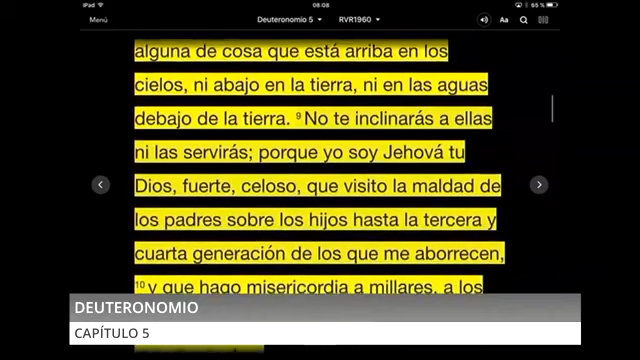 iPad
08:08
65 %
Menú
Deuteronomio 5
RVR1960
Aa
alguna de cosa que está arriba en los
cielos, ni abajo en la tierra, ni en las aguas
debajo de la tierra. 9 No te inclinarás a ellas
ni las servirás; porque yo soy Jehová tu
Dios, fuerte, celoso, que visito la maldad de
los padres sobre los hijos hasta la tercera y
cuarta generación de los que me aborrecen,
10 y que hago misericordia a millares, a los
DEUTERONOMIO
CAPÍTULO 5